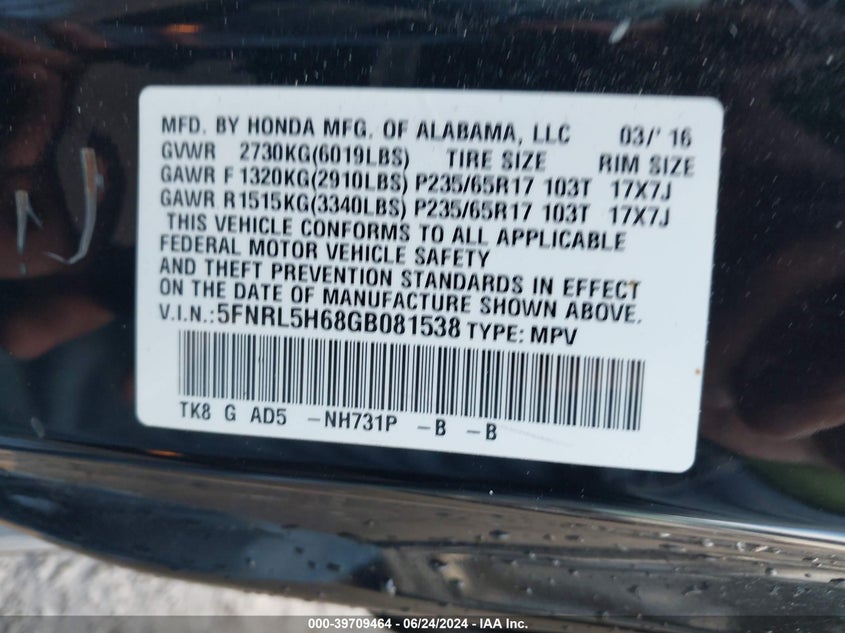 MFD. BY HONDA MFG. OF ALABAMA, LLC 03/'16
GVWR 2730KG(6019LBS) TIRE SIZE RIM SIZE
GAWR F 1320KG(2910LBS) P235/65R17 103T 17X7J
GAWR R1515KG(3340LBS) P235/65R17 103T 17X7J
THIS VEHICLE CONFORMS TO ALL APPLICABLE
FEDERAL MOTOR VEHICLE SAFETY
AND THEFT PREVENTION STANDARDS IN EFFECT
ON THE DATE OF MANUFACTURE SHOWN ABOVE.
V.I.N.:5FNRL5H68GB081538 TYPE: MPV
TK8 G AD5 -NH731P -B -B
000-39709464 - 06/24/2024 - IAA Inc.